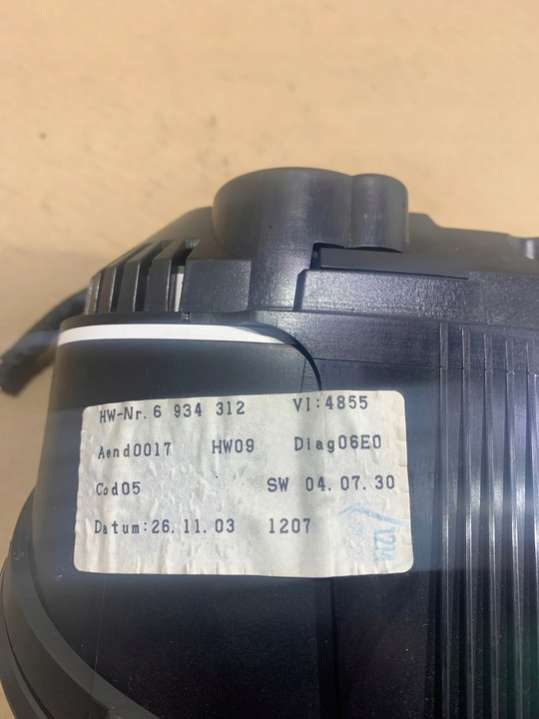 HW-Nr. 6 934 312 VI:4855
Aend0017 HW09 Diag06E0
Cod05 SW 04.07.30
Datum:26.11.03 1207